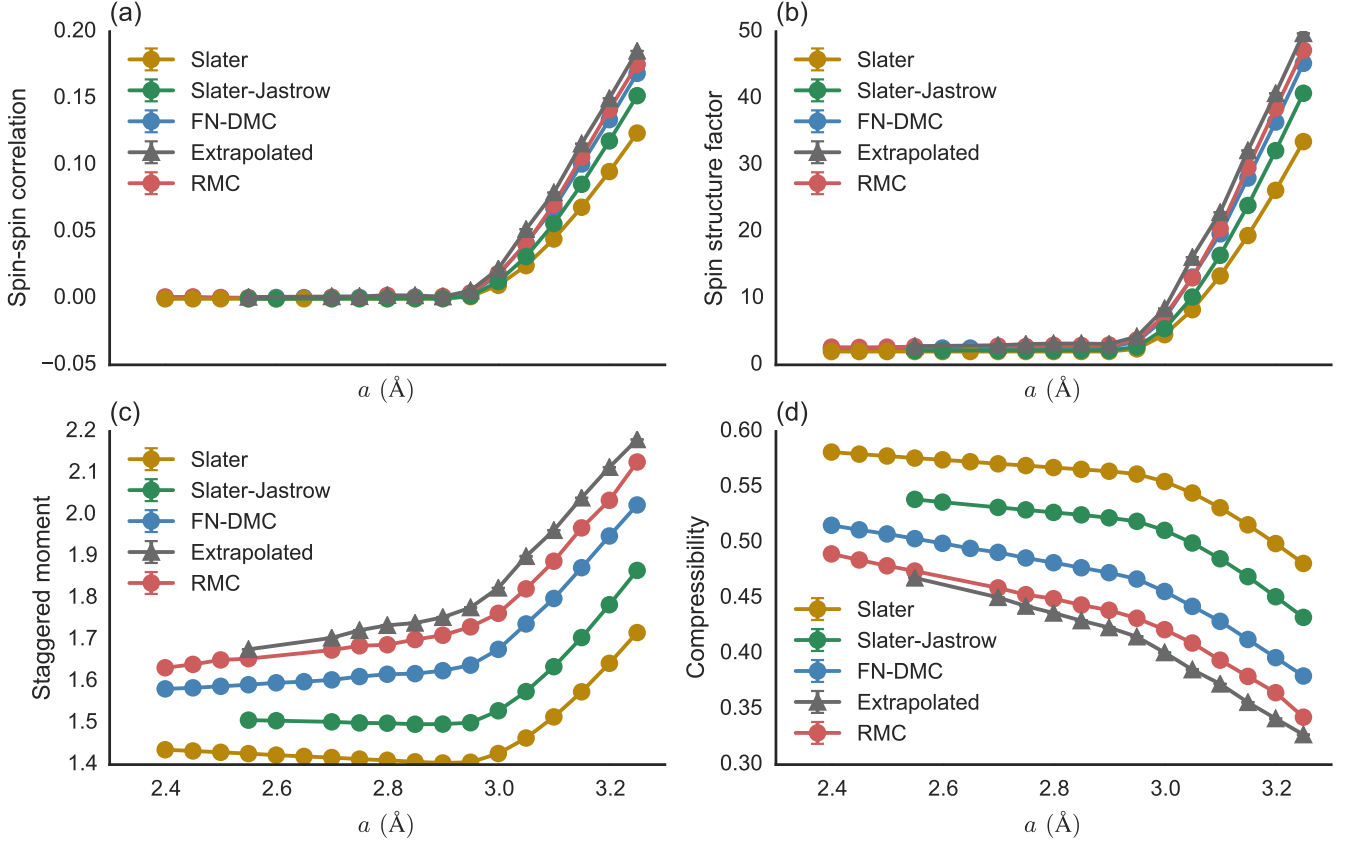 (a)
Spin-spin correlation
0.20
0.15
0.10
0.05
0.00
−0.05
Slater
Slater-Jastrow
FN-DMC
Extrapolated
RMC
a (Å)
(b)
Spin structure factor
50
40
30
20
10
0
Slater
Slater-Jastrow
FN-DMC
Extrapolated
RMC
a (Å)
(c)
Staggered moment
2.2
2.1
2.0
1.9
1.8
1.7
1.6
1.5
1.4
Slater
Slater-Jastrow
FN-DMC
Extrapolated
RMC
2.4 2.6 2.8 3.0 3.2
a (Å)
(d)
Compressibility
0.60
0.55
0.50
0.45
0.40
0.35
0.30
Slater
Slater-Jastrow
FN-DMC
Extrapolated
RMC
2.4 2.6 2.8 3.0 3.2
a (Å)